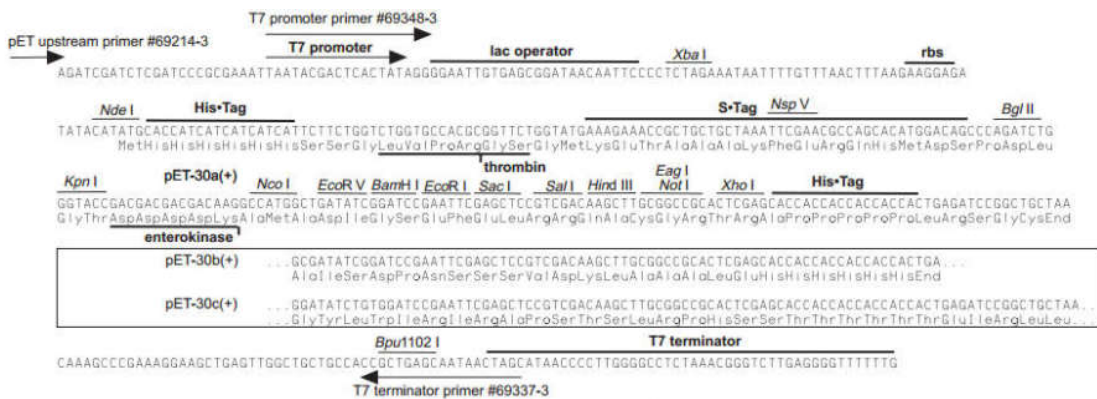 T7 promoter primer #69348-3
pET upstream primer #69214-3
T7 promoter lac operator Xba I rbs
AGATCGATCTCGATCCCGCGAAATTAATACGACTCACTATAGGGGAATTGTGAGCGGATAACAATTCCCCTCTAGAAATAATTTTGTTTAACTTTAAGAAGGAGA
Nde I His•Tag S•Tag Nsp V Bgl II
TATACATATGCACCATCATCATCATCATTCTTCTGGTCTGGTGCCACGCGGTTCTGGTATGAAAGAAACCGCTGCTGCTAAATTCGAACGCCAGCACATGGACAGCCCAGATCTG
MetHisHisHisHisHisHisSerSerGlyLeuValProArgGlySerGlyMetLysGluThrAlaAlaAlaLysPheGluArgGlnHisMetAspSerProAspLeu
thrombin
Kpn I pET-30a(+) Nco I EcoR V BamH I EcoR I Sac I Sal I Hind III Eag I Not I Xho I His•Tag
GGTACCGACGACGACGACAAGGCCATGGCTGATATCGGATCCGAATTCGAGCTCCGTCGACAAGCTTGCGGCCGCACTCGAGCACCACCACCACCACCACTGAGATCCGGCTGCTAA
GlyThrAspAspAspAspLysAlaMetAlaAspIleGlySerGluPheGluLeuArgArgGlnAlaCysGlyArgThrArgAlaProProProProProLeuArgSerGlyCysEnd
enterokinase
pET-30b(+) ...GCGATATCGGATCCGAATTCGAGCTCCGTCGACAAGCTTGCGGCCGCACTCGAGCACCACCACCACCACCACTGA...
AlaIleSerAspProAsnSerSerSerValAspLysLeuAlaAlaAlaLeuGluHisHisHisHisHisHisEnd
pET-30c(+) ...GGATATCTGTGGATCCGAATTCGAGCTCCGTCGACAAGCTTGCGGCCGCACTCGAGCACCACCACCACCACCACTGAGATCCGGCTGCTAA...
GlyTyrLeuTrpIleArgIleArgAlaProSerThrSerLeuArgProHisSerSerThrThrThrThrThrThrGluIleArgLeuLeu...
Bpu1102 I T7 terminator
CAAAGCCCGAAAGGAAGCTGAGTTGGCTGCTGCCACCGCTGAGCAATAACTAGCATAACCCCTTGGGGCCTCTAAACGGGTCTTGAGGGGTTTTTTG
T7 terminator primer #69337-3